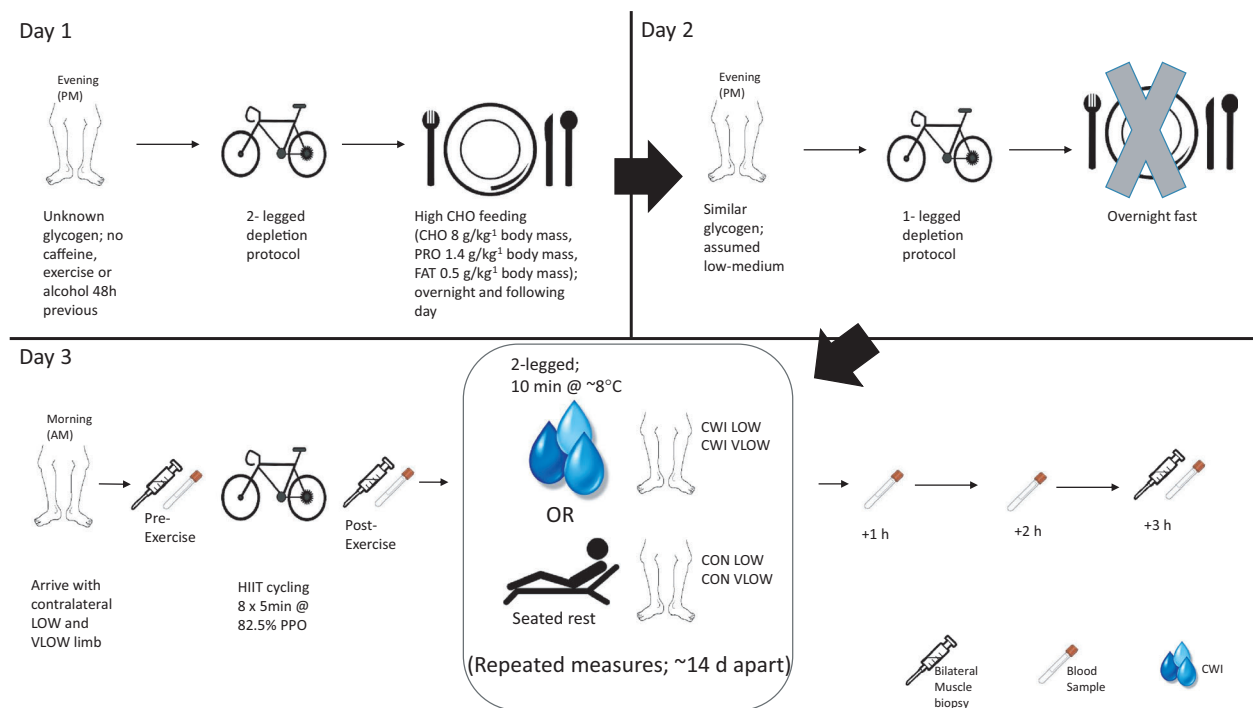 Day 1
Evening
(PM)
Unknown
glycogen; no
caffeine,
exercise or
alcohol 48h
previous
2- legged
depletion
protocol
High CHO feeding
(CHO 8 g/kg¹ body mass,
PRO 1.4 g/kg¹ body mass,
FAT 0.5 g/kg¹ body mass);
overnight and following
day
Day 2
Evening
(PM)
Similar
glycogen;
assumed
low-medium
1- legged
depletion
protocol
Overnight fast
Day 3
Morning
(AM)
Arrive with
contralateral
LOW and
VLOW limb
Pre-
Exercise
HIIT cycling
8 x 5min @
82.5% PPO
Post-
Exercise
2-legged;
10 min @ ~8°C
CWI LOW
CWI VLOW
OR
CON LOW
CON VLOW
Seated rest
(Repeated measures; ~14 d apart)
+1 h
+2 h
+3 h
Bilateral
Muscle
biopsy
Blood
Sample
CWI